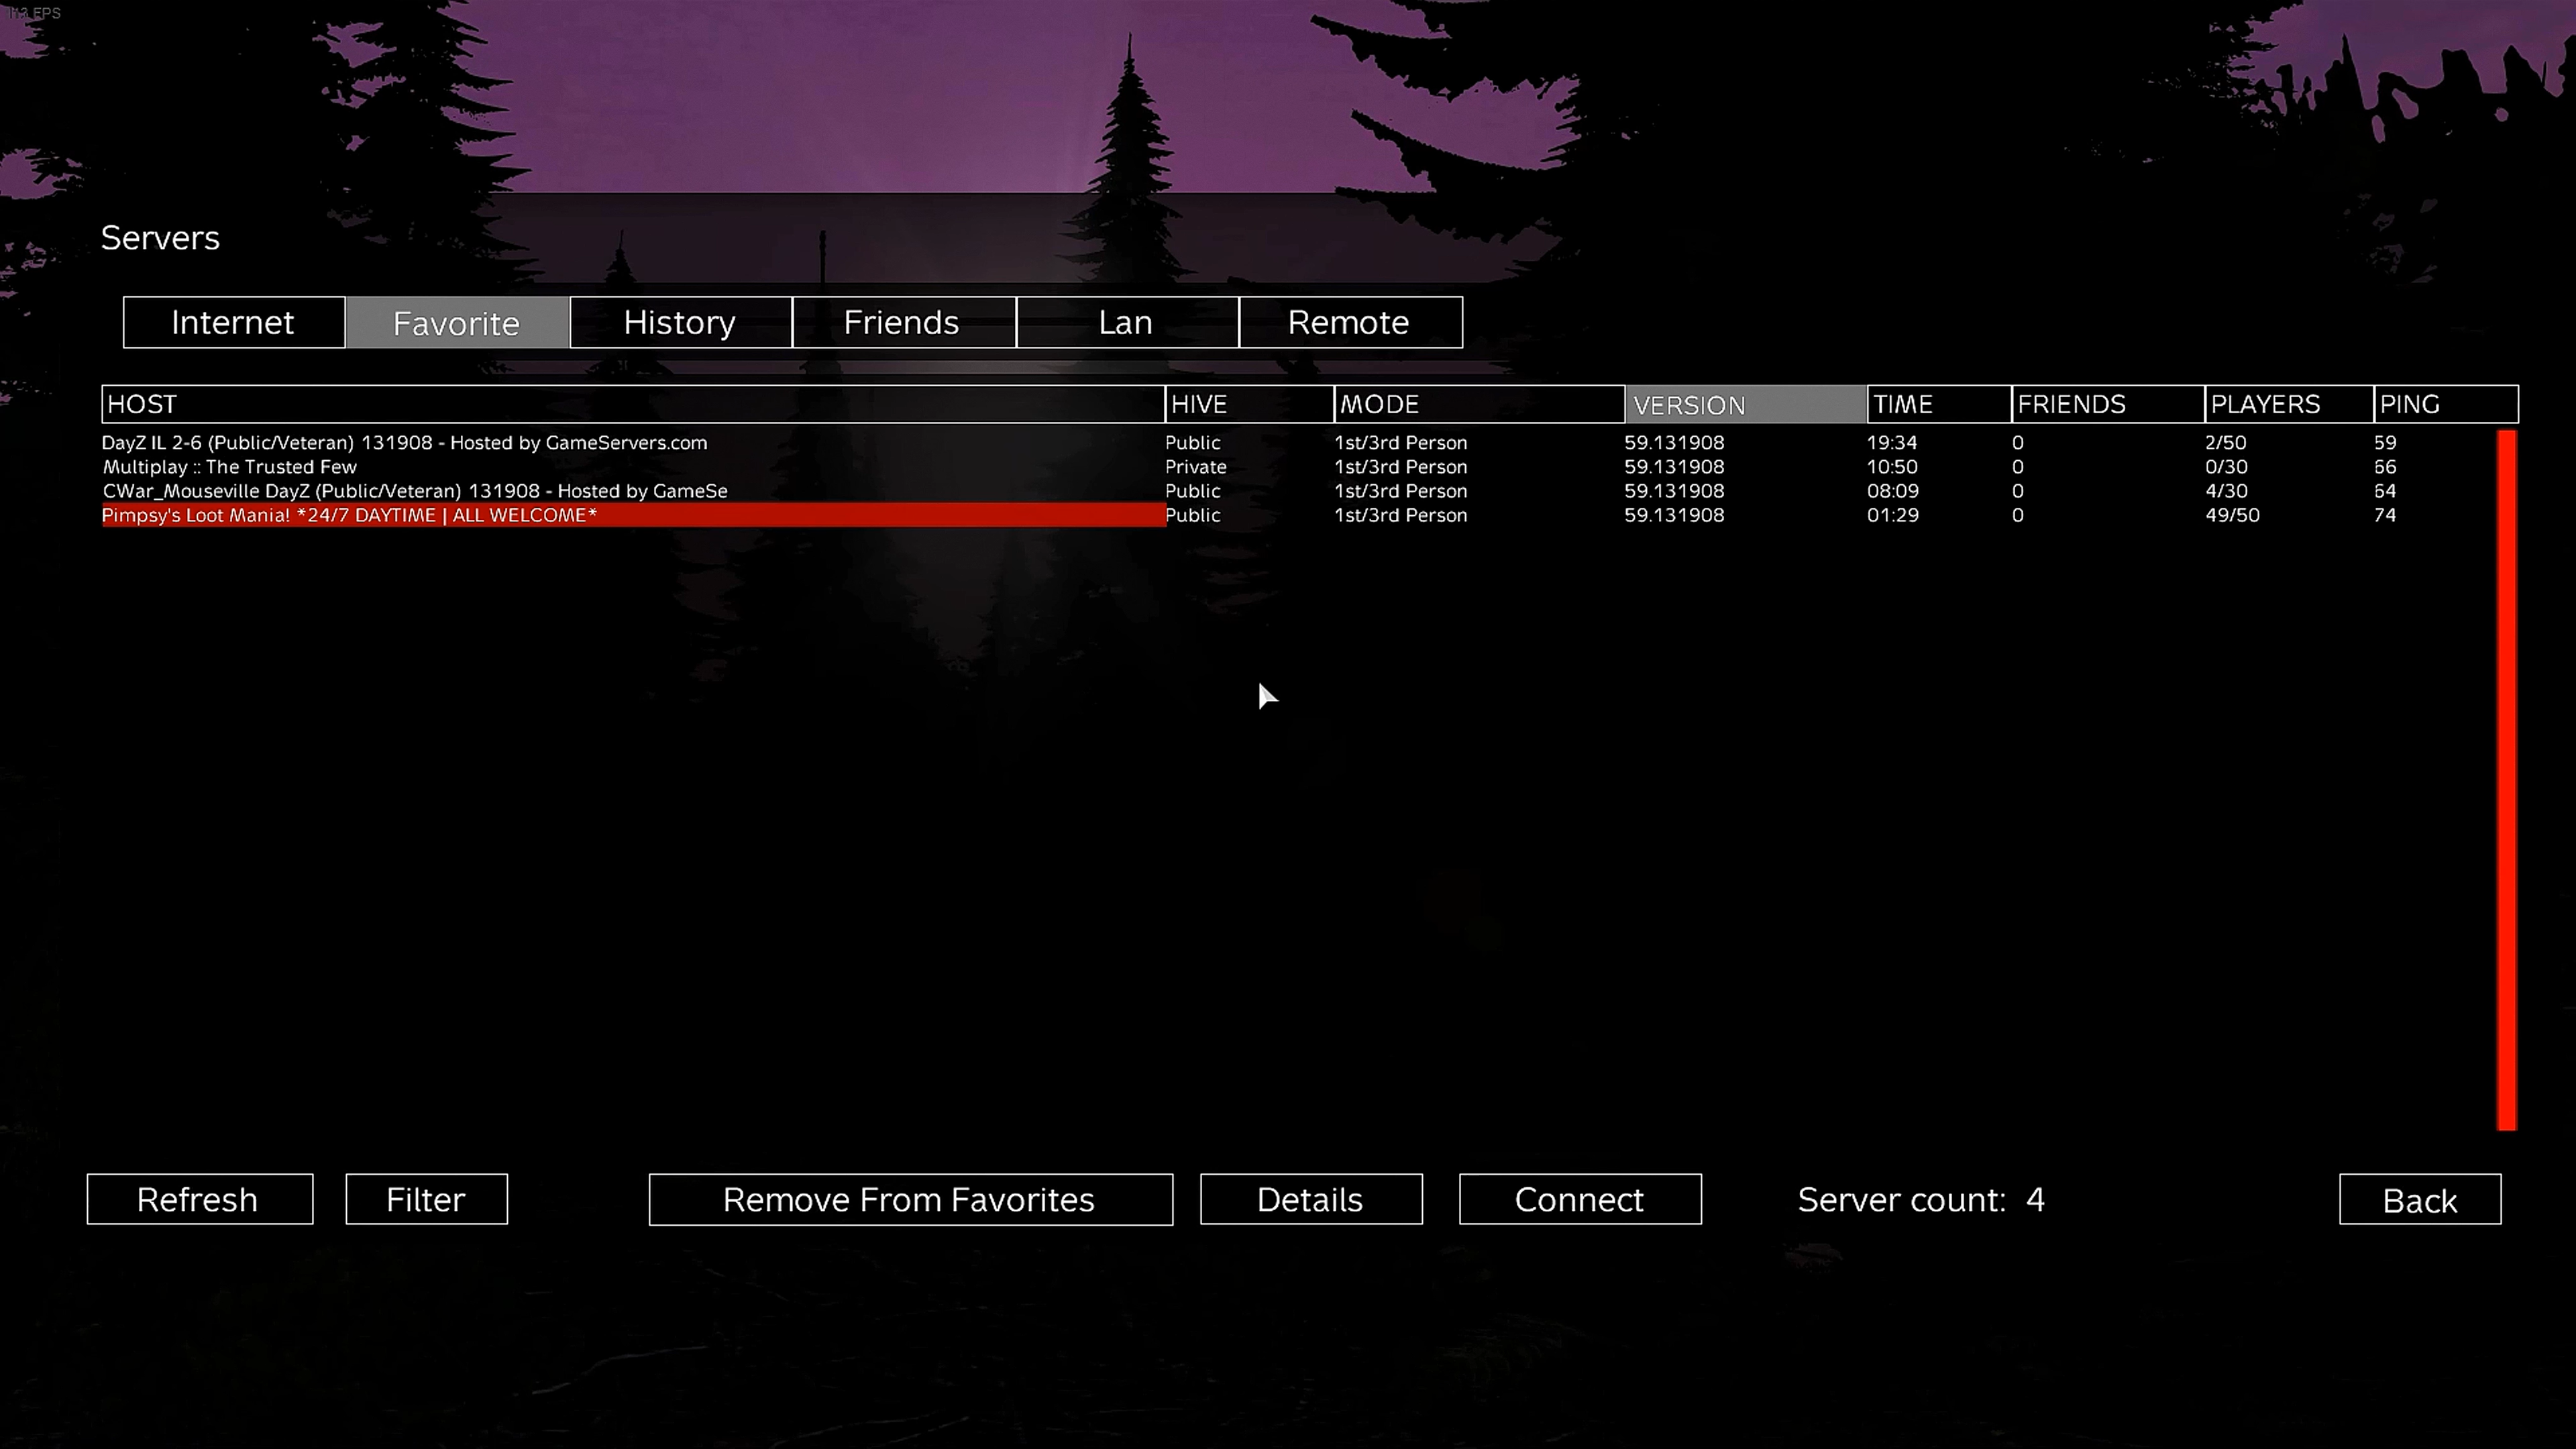 Servers
Internet Favorite History Friends Lan Remote
HOST HIVE MODE VERSION TIME FRIENDS PLAYERS PING
DayZ IL 2-6 (Public/Veteran) 131908 - Hosted by GameServers.com Public 1st/3rd Person 59.131908 19:34 0 2/50 59
Multiplay :: The Trusted Few Private 1st/3rd Person 59.131908 10:50 0 0/30 66
CWar_Mouseville DayZ (Public/Veteran) 131908 - Hosted by GameSe Public 1st/3rd Person 59.131908 08:09 0 4/30 64
Pimpsy's Loot Mania! *24/7 DAYTIME | ALL WELCOME* Public 1st/3rd Person 59.131908 01:29 0 49/50 74
Refresh Filter Remove From Favorites Details Connect Server count: 4 Back